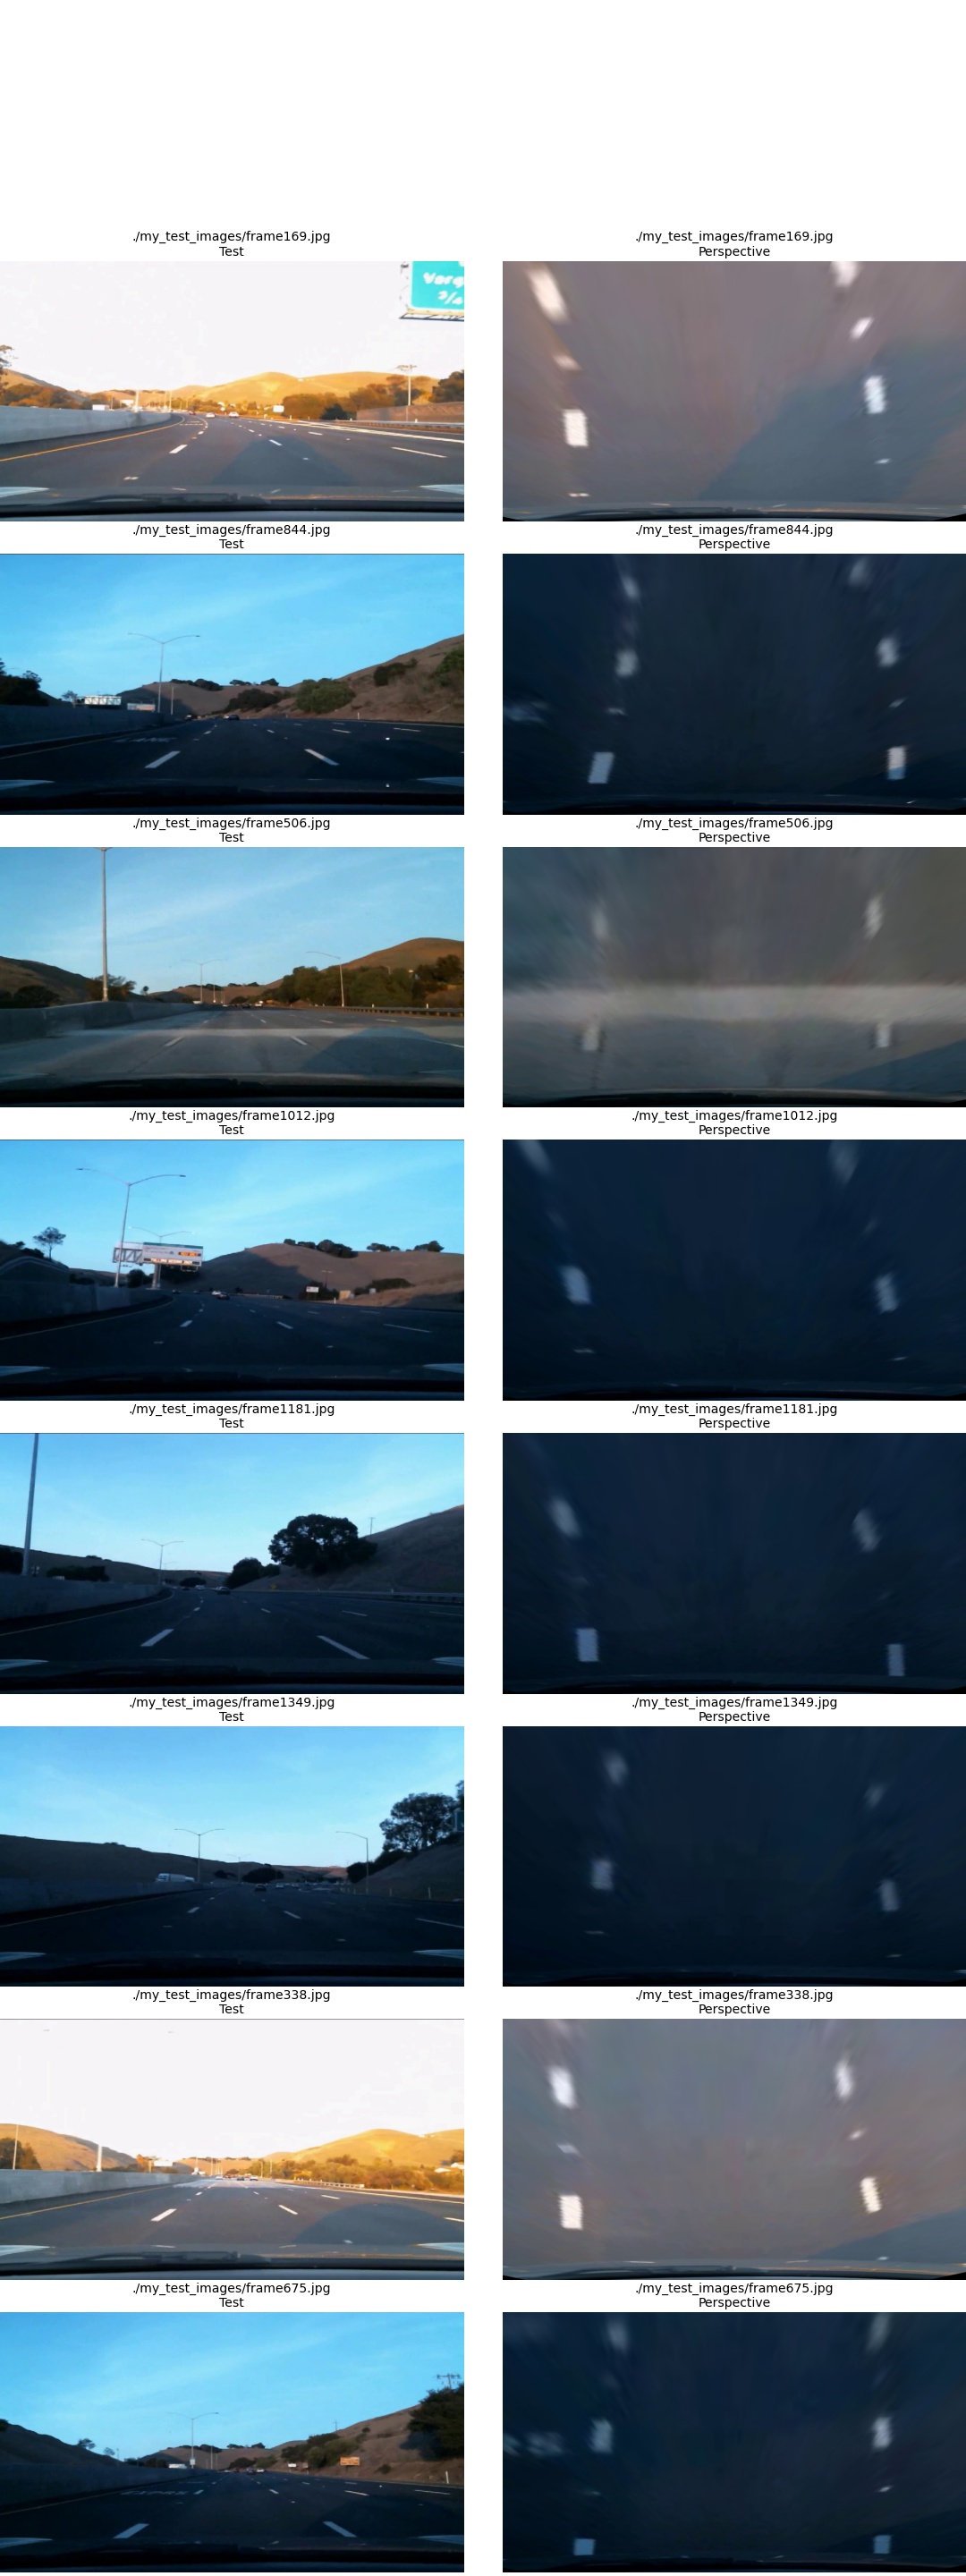 ./my_test_images/frame169.jpg
Test
./my_test_images/frame169.jpg
Perspective
./my_test_images/frame844.jpg
Test
./my_test_images/frame844.jpg
Perspective
./my_test_images/frame506.jpg
Test
./my_test_images/frame506.jpg
Perspective
./my_test_images/frame1012.jpg
Test
./my_test_images/frame1012.jpg
Perspective
./my_test_images/frame1181.jpg
Test
./my_test_images/frame1181.jpg
Perspective
./my_test_images/frame1349.jpg
Test
./my_test_images/frame1349.jpg
Perspective
./my_test_images/frame338.jpg
Test
./my_test_images/frame338.jpg
Perspective
./my_test_images/frame675.jpg
Test
./my_test_images/frame675.jpg
Perspective